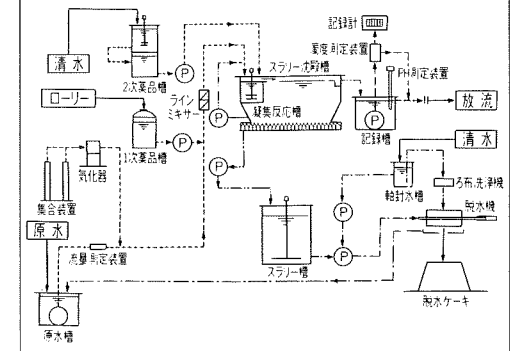 記録計
濁度測定装置
スラリー沈殿槽
PH測定装置
清水
2次薬品槽
P
ローリー
ライン
ミキサー
凝集反応槽
P
P
記録槽
放流
清水
1次薬品槽
P
気化器
集合装置
P
軸封水槽
ろ布洗浄機
脱水機
原水
流量測定装置
P
P
スラリー槽
原水槽
脱水ケーキ